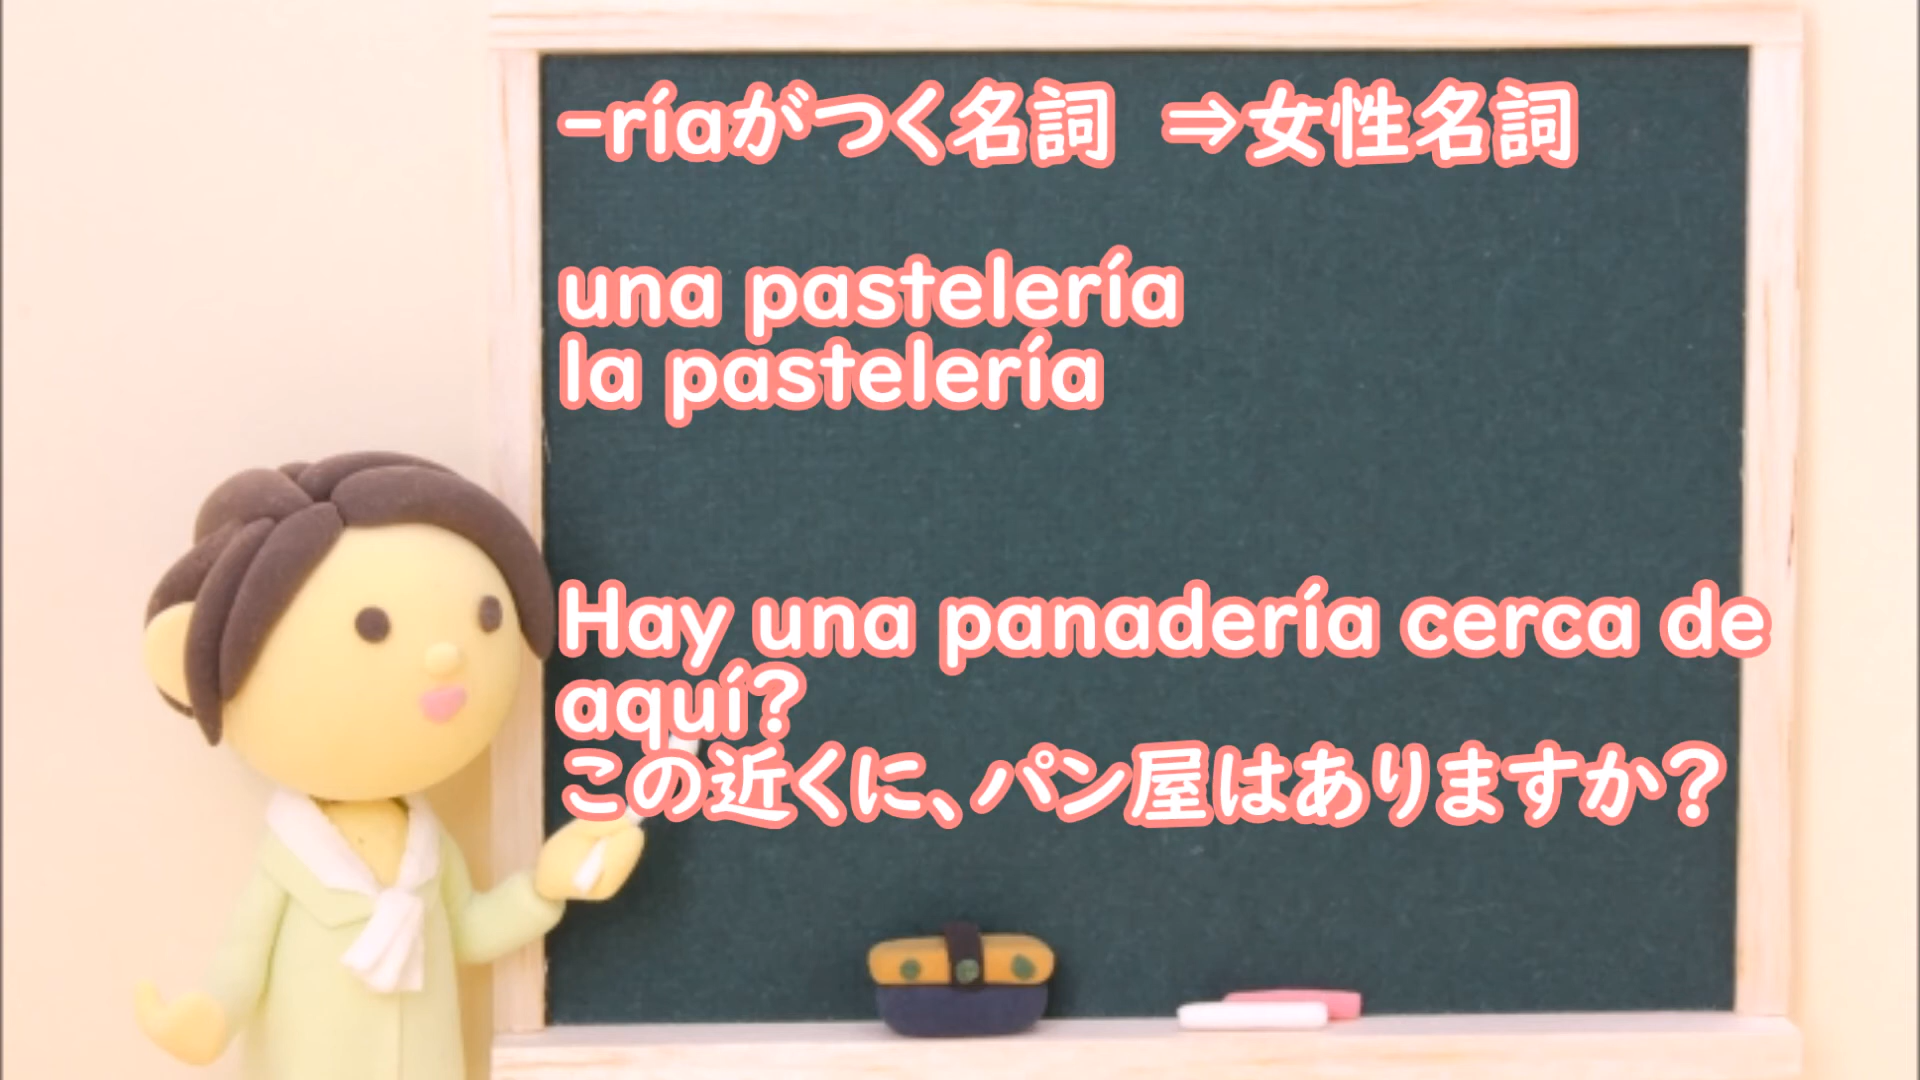 -ríaがつく名詞 ⇒女性名詞
una pastelería
la pastelería
Hay una panadería cerca de
aquí?
この近くに、パン屋はありますか?